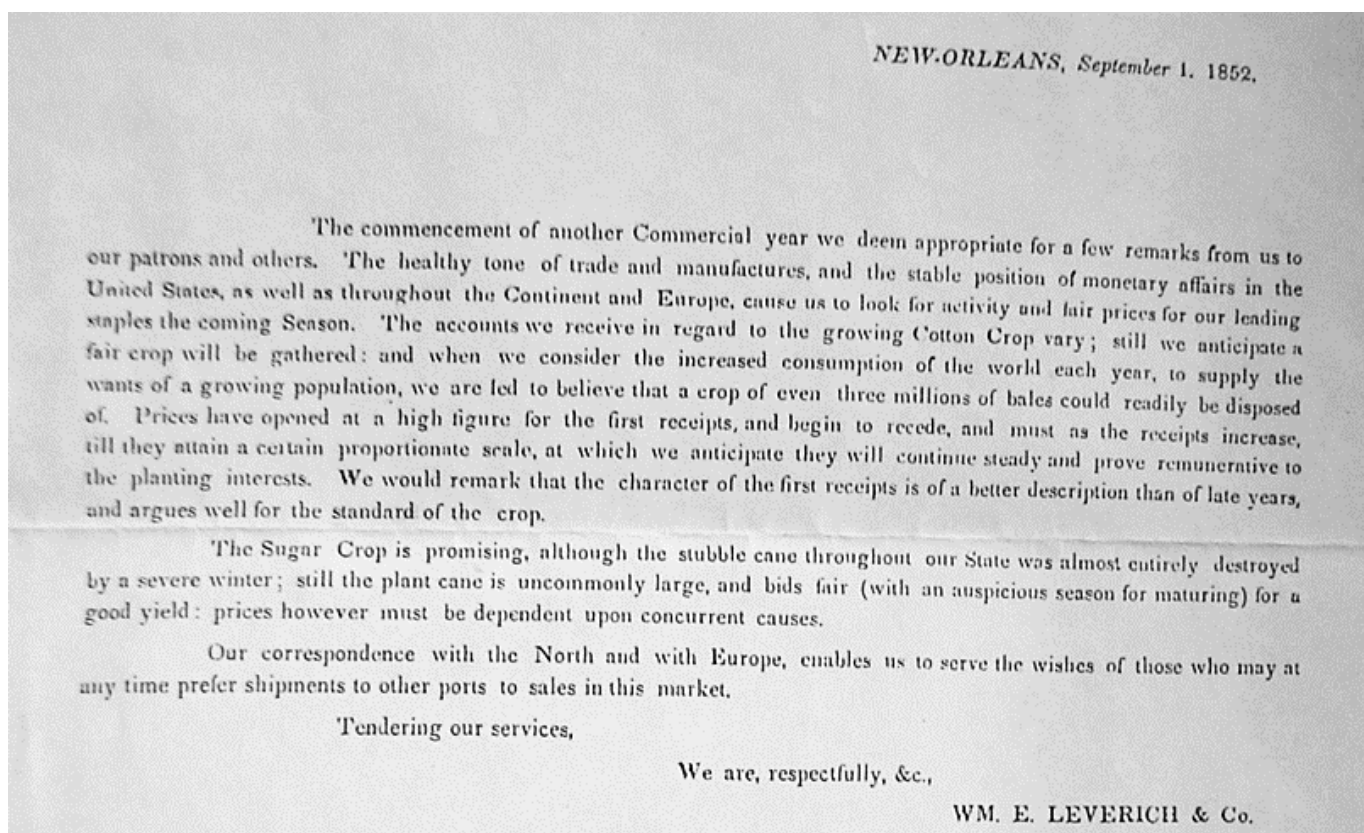 NEW-ORLEANS, September 1, 1852.
The commencement of another Commercial year we deem appropriate for a few remarks from us to
our patrons and others. The healthy tone of trade and manufactures, and the stable position of monetary affairs in the
United States, as well as throughout the Continent and Europe, cause us to look for activity and fair prices for our leading
staples the coming Season. The accounts we receive in regard to the growing Cotton Crop vary; still we anticipate a
fair crop will be gathered: and when we consider the increased consumption of the world each year, to supply the
wants of a growing population, we are led to believe that a crop of even three millions of bales could readily be disposed
of. Prices have opened at a high figure for the first receipts, and begin to recede, and must as the receipts increase,
till they attain a certain proportionate scale, at which we anticipate they will continue steady and prove remunerative to
the planting interests. We would remark that the character of the first receipts is of a better description than of late years,
and argues well for the standard of the crop.
The Sugar Crop is promising, although the stubble cane throughout our State was almost entirely destroyed
by a severe winter; still the plant cane is uncommonly large, and bids fair (with an auspicious season for maturing) for a
good yield: prices however must be dependent upon concurrent causes.
Our correspondence with the North and with Europe, enables us to serve the wishes of those who may at
any time prefer shipments to other ports to sales in this market.
Tendering our services,
We are, respectfully, &c.,
WM. E. LEVERICH & Co.